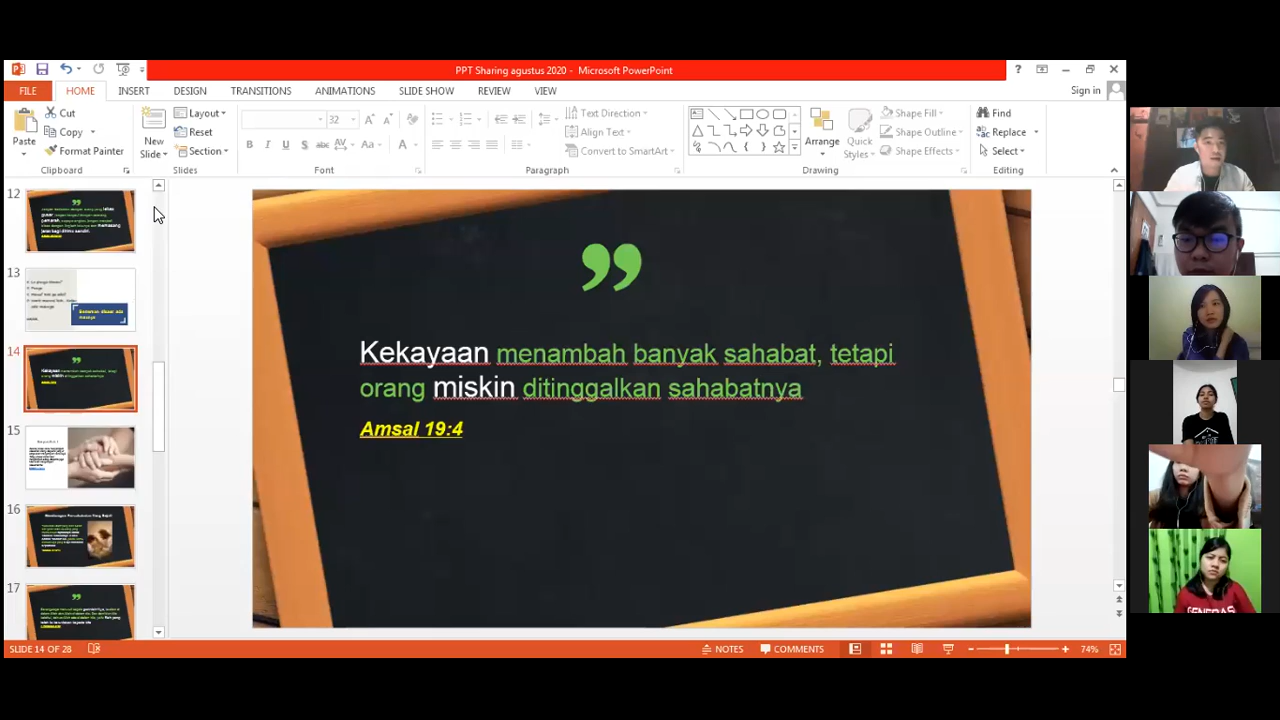 PPT Sharing agustus 2020 - Microsoft PowerPoint
FILE HOME INSERT DESIGN TRANSITIONS ANIMATIONS SLIDE SHOW REVIEW VIEW Sign in
Cut
Copy
Format Painter
Paste
Clipboard
New Slide
Layout
Reset
Section
Slides
32
Font
Text Direction
Align Text
Convert to SmartArt
Paragraph
Arrange
Quick Styles
Shape Fill
Shape Outline
Shape Effects
Drawing
Find
Replace
Select
Editing
12
13
14
15
16
17
”
Kekayaan menambah banyak sahabat, tetapi
orang miskin ditinggalkan sahabatnya
Amsal 19:4
SLIDE 14 OF 28 NOTES COMMENTS 74%